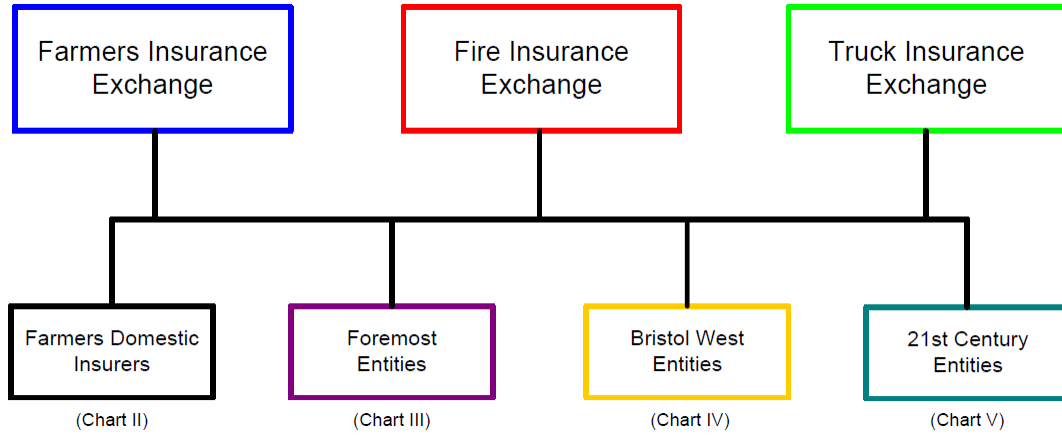 Farmers Insurance
Exchange
Fire Insurance
Exchange
Truck Insurance
Exchange
Farmers Domestic
Insurers
Foremost
Entities
Bristol West
Entities
21st Century
Entities
(Chart II)
(Chart III)
(Chart IV)
(Chart V)